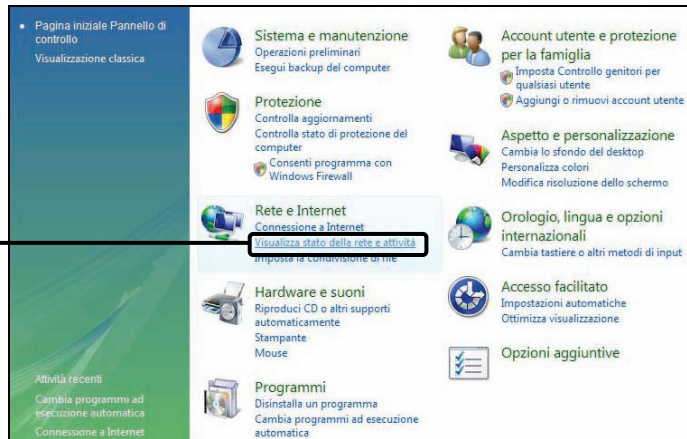 Pagina iniziale Pannello di
controllo
Visualizzazione classica
Attività recenti
Cambia programmi ad
esecuzione automatica
Connessione a Internet
Sistema e manutenzione
Operazioni preliminari
Esegui backup del computer
Protezione
Controlla aggiornamenti
Controlla stato di protezione del
computer
Consenti programma con
Windows Firewall
Rete e Internet
Connessione a Internet
Visualizza stato della rete e attività
Imposta la condivisione di file
Hardware e suoni
Riproduci CD o altri supporti
automaticamente
Stampante
Mouse
Programmi
Disinstalla un programma
Cambia programmi ad esecuzione
automatica
Account utente e protezione
per la famiglia
Imposta Controllo genitori per
qualsiasi utente
Aggiungi o rimuovi account utente
Aspetto e personalizzazione
Cambia lo sfondo del desktop
Personalizza colori
Modifica risoluzione dello schermo
Orologio, lingua e opzioni
internazionali
Cambia tastiere o altri metodi di input
Accesso facilitato
Impostazioni automatiche
Ottimizza visualizzazione
Opzioni aggiuntive